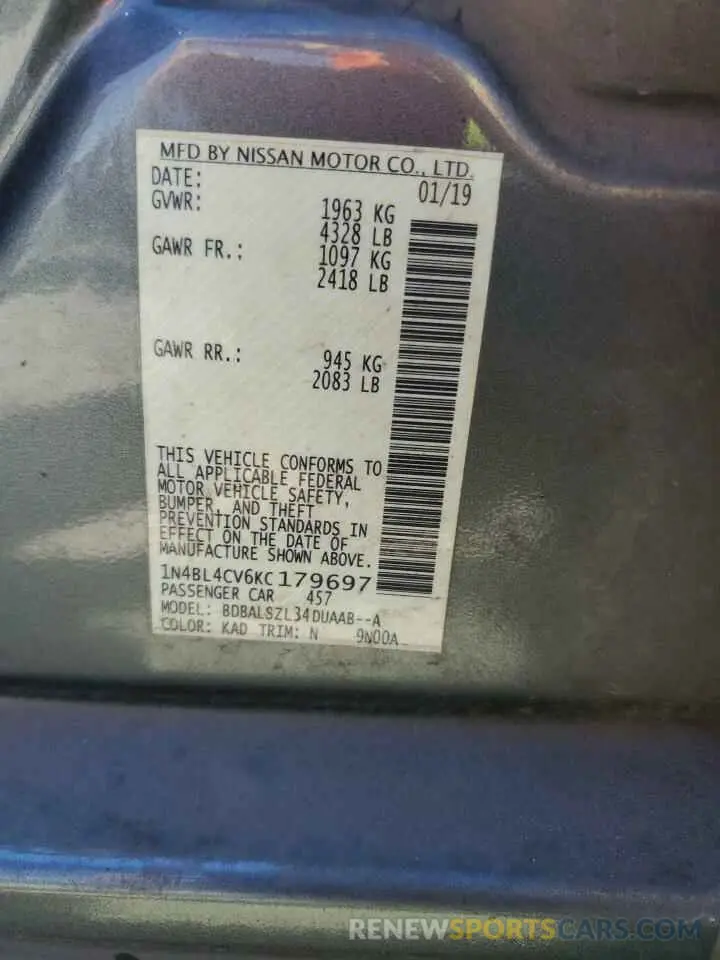 MFD BY NISSAN MOTOR CO., LTD.
DATE: 01/19
GVWR: 1963 KG
4328 LB
GAWR FR.: 1097 KG
2418 LB
GAWR RR.: 945 KG
2083 LB
THIS VEHICLE CONFORMS TO
ALL APPLICABLE FEDERAL
MOTOR VEHICLE SAFETY,
BUMPER, AND THEFT
PREVENTION STANDARDS IN
EFFECT ON THE DATE OF
MANUFACTURE SHOWN ABOVE.
1N4BL4CV6KC179697
PASSENGER CAR 457
MODEL: BDBALSZL34DUAAB--A
COLOR: KAD TRIM: N 9N00A
RENEWSPORTSCARS.COM